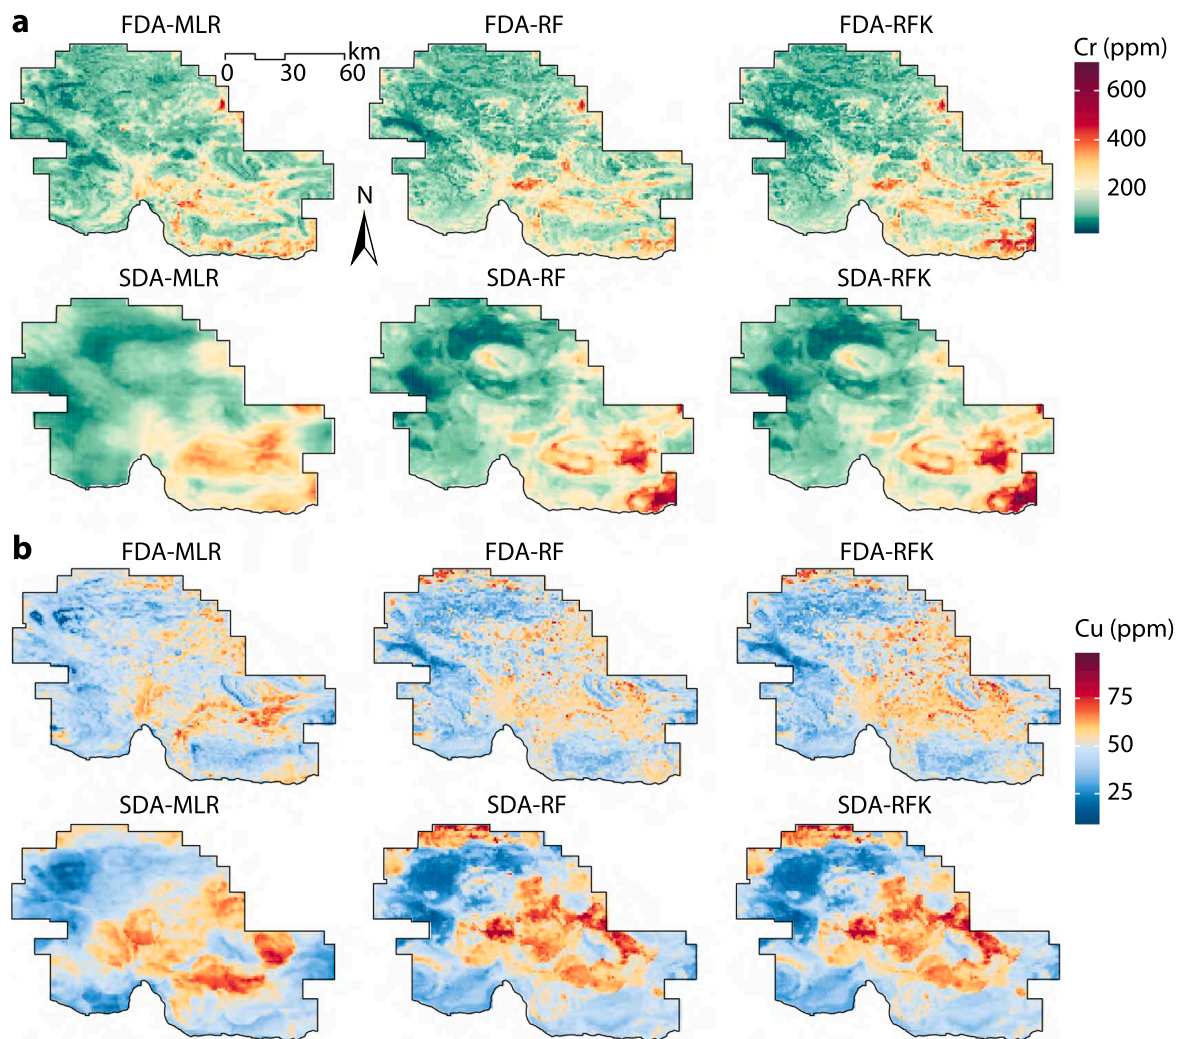 a
FDA-MLR
FDA-RF
FDA-RFK
km
0 30 60
Cr (ppm)
600
400
200
N
SDA-MLR
SDA-RF
SDA-RFK
b
FDA-MLR
FDA-RF
FDA-RFK
Cu (ppm)
75
50
25
SDA-MLR
SDA-RF
SDA-RFK